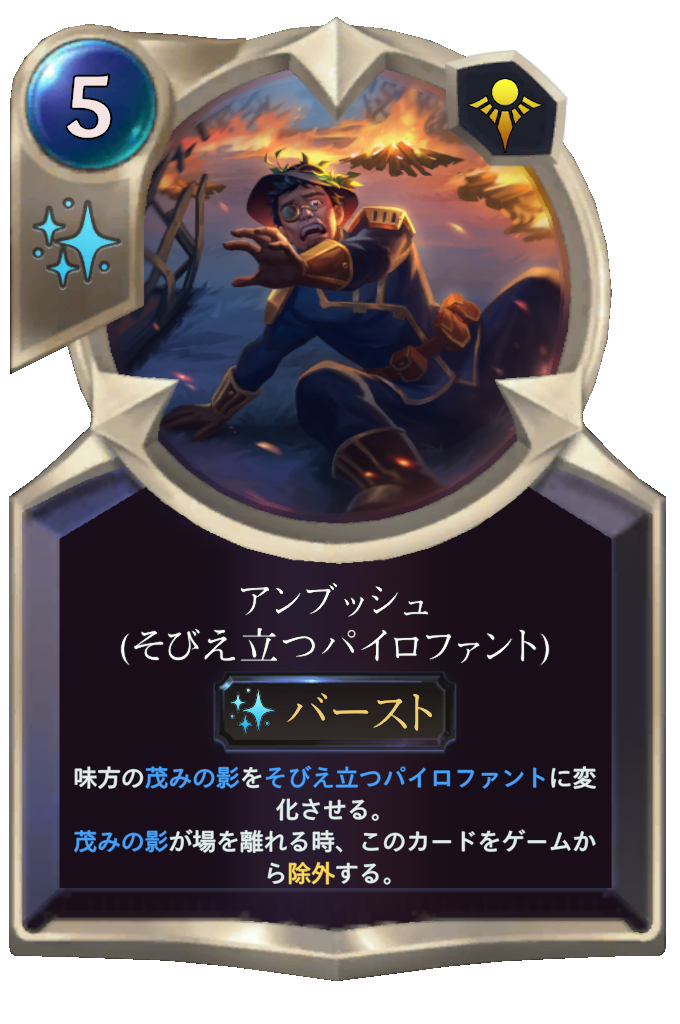 5
アンブッシュ
(そびえ立つパイロファント)
バースト
味方の茂みの影をそびえ立つパイロファントに変
化させる。
茂みの影が場を離れる時、このカードをゲームか
ら除外する。